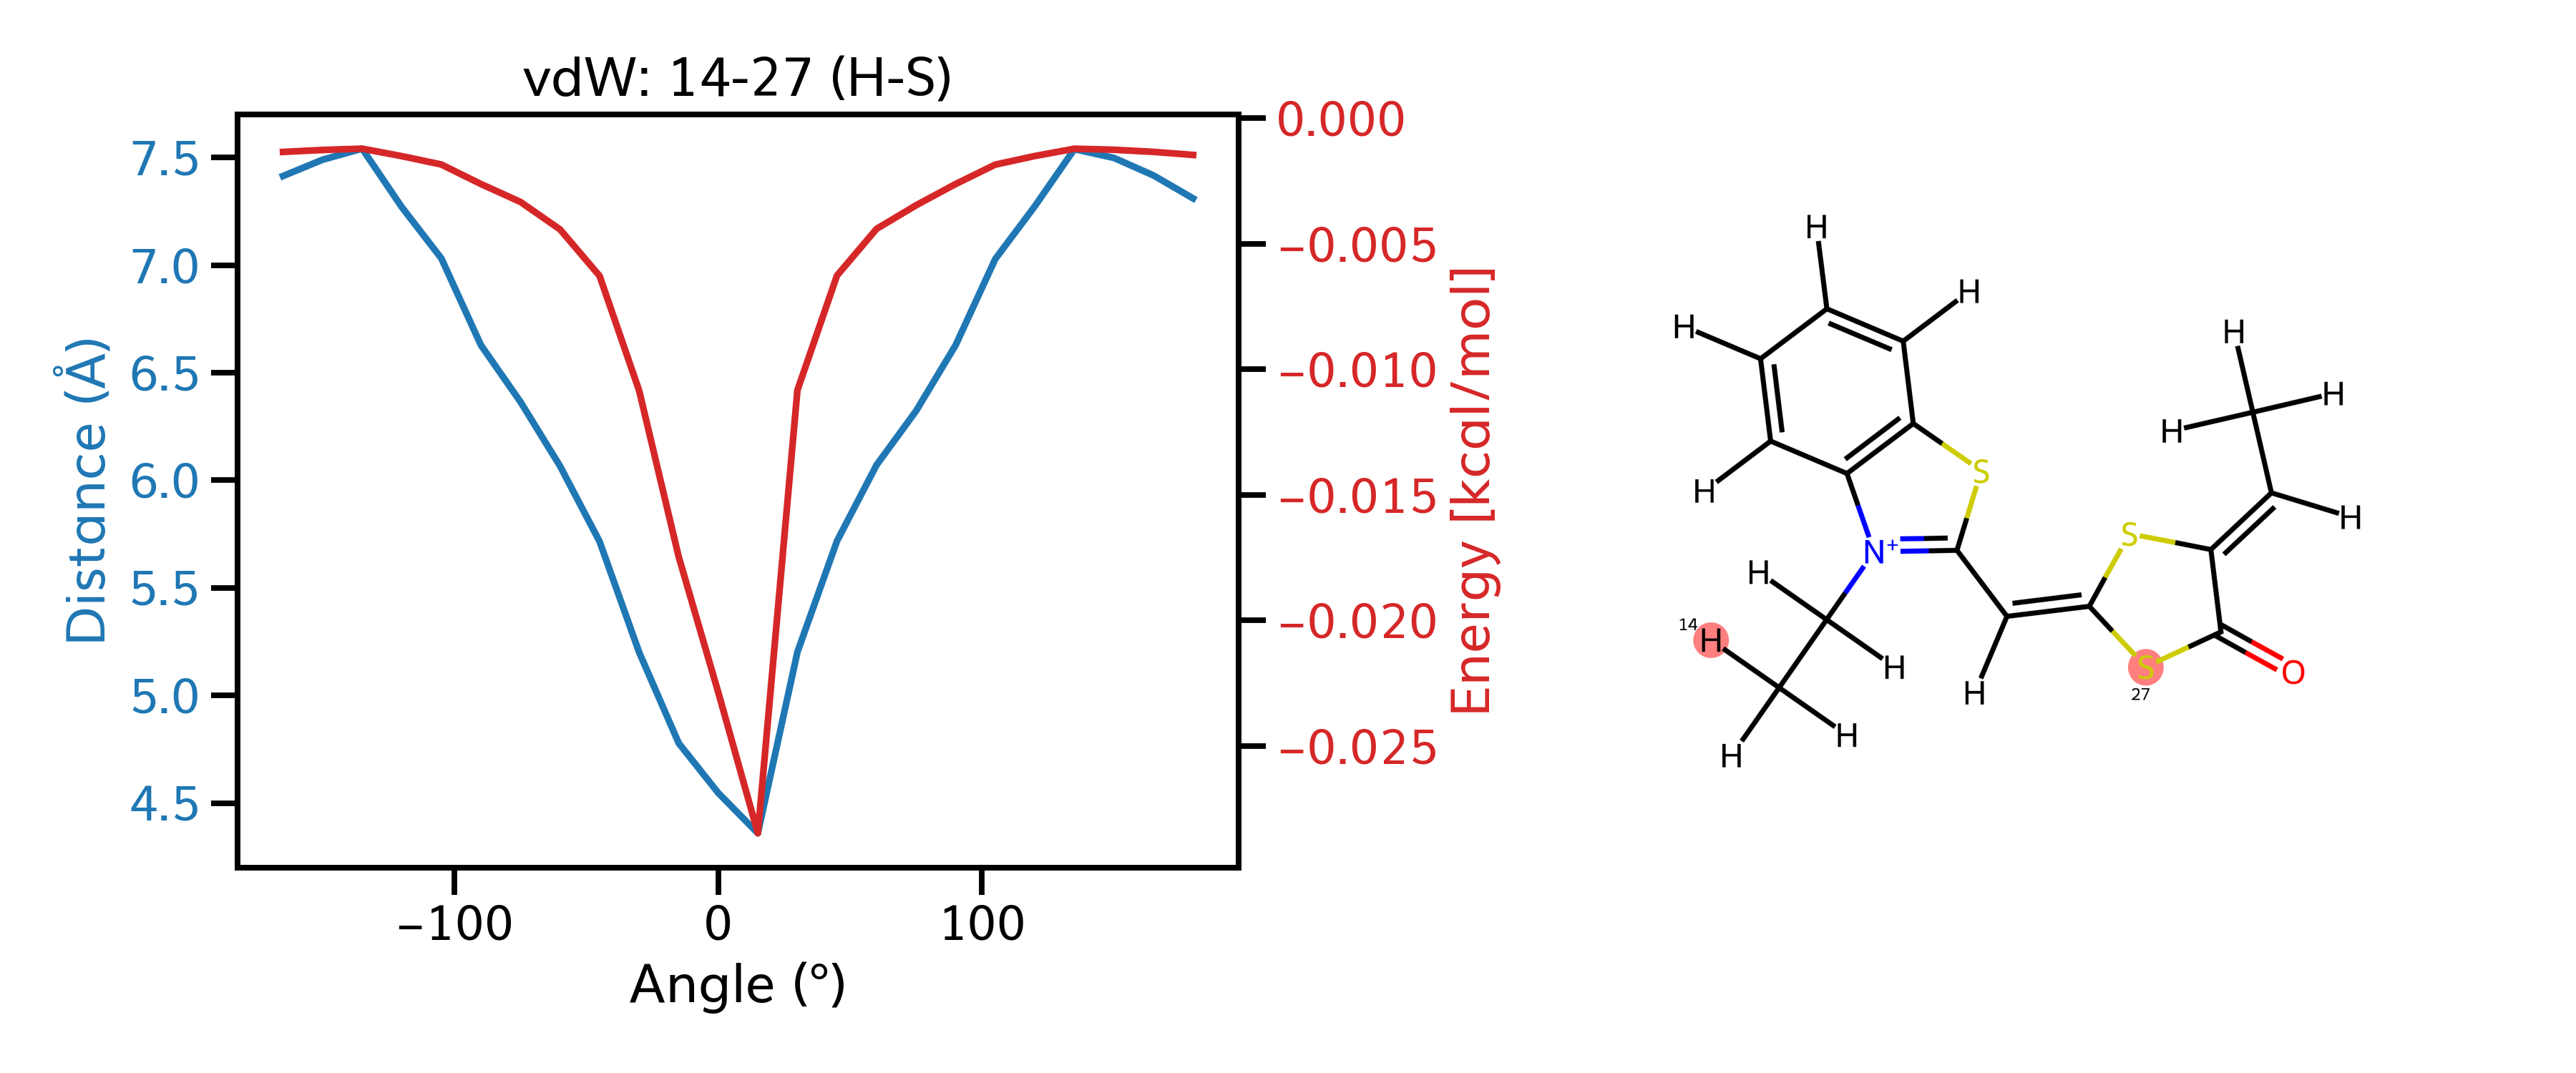 vdW: 14-27 (H-S)
7.5
7.0
6.5
6.0
5.5
5.0
4.5
Distance (Å)
0.000
−0.005
−0.010
−0.015
−0.020
−0.025
Energy [kcal/mol]
−100
0
100
Angle (°)
H
H
H
H
H
H
S
H
H
S
H
N+
H
14
H
H
S
27
O
H
H
H